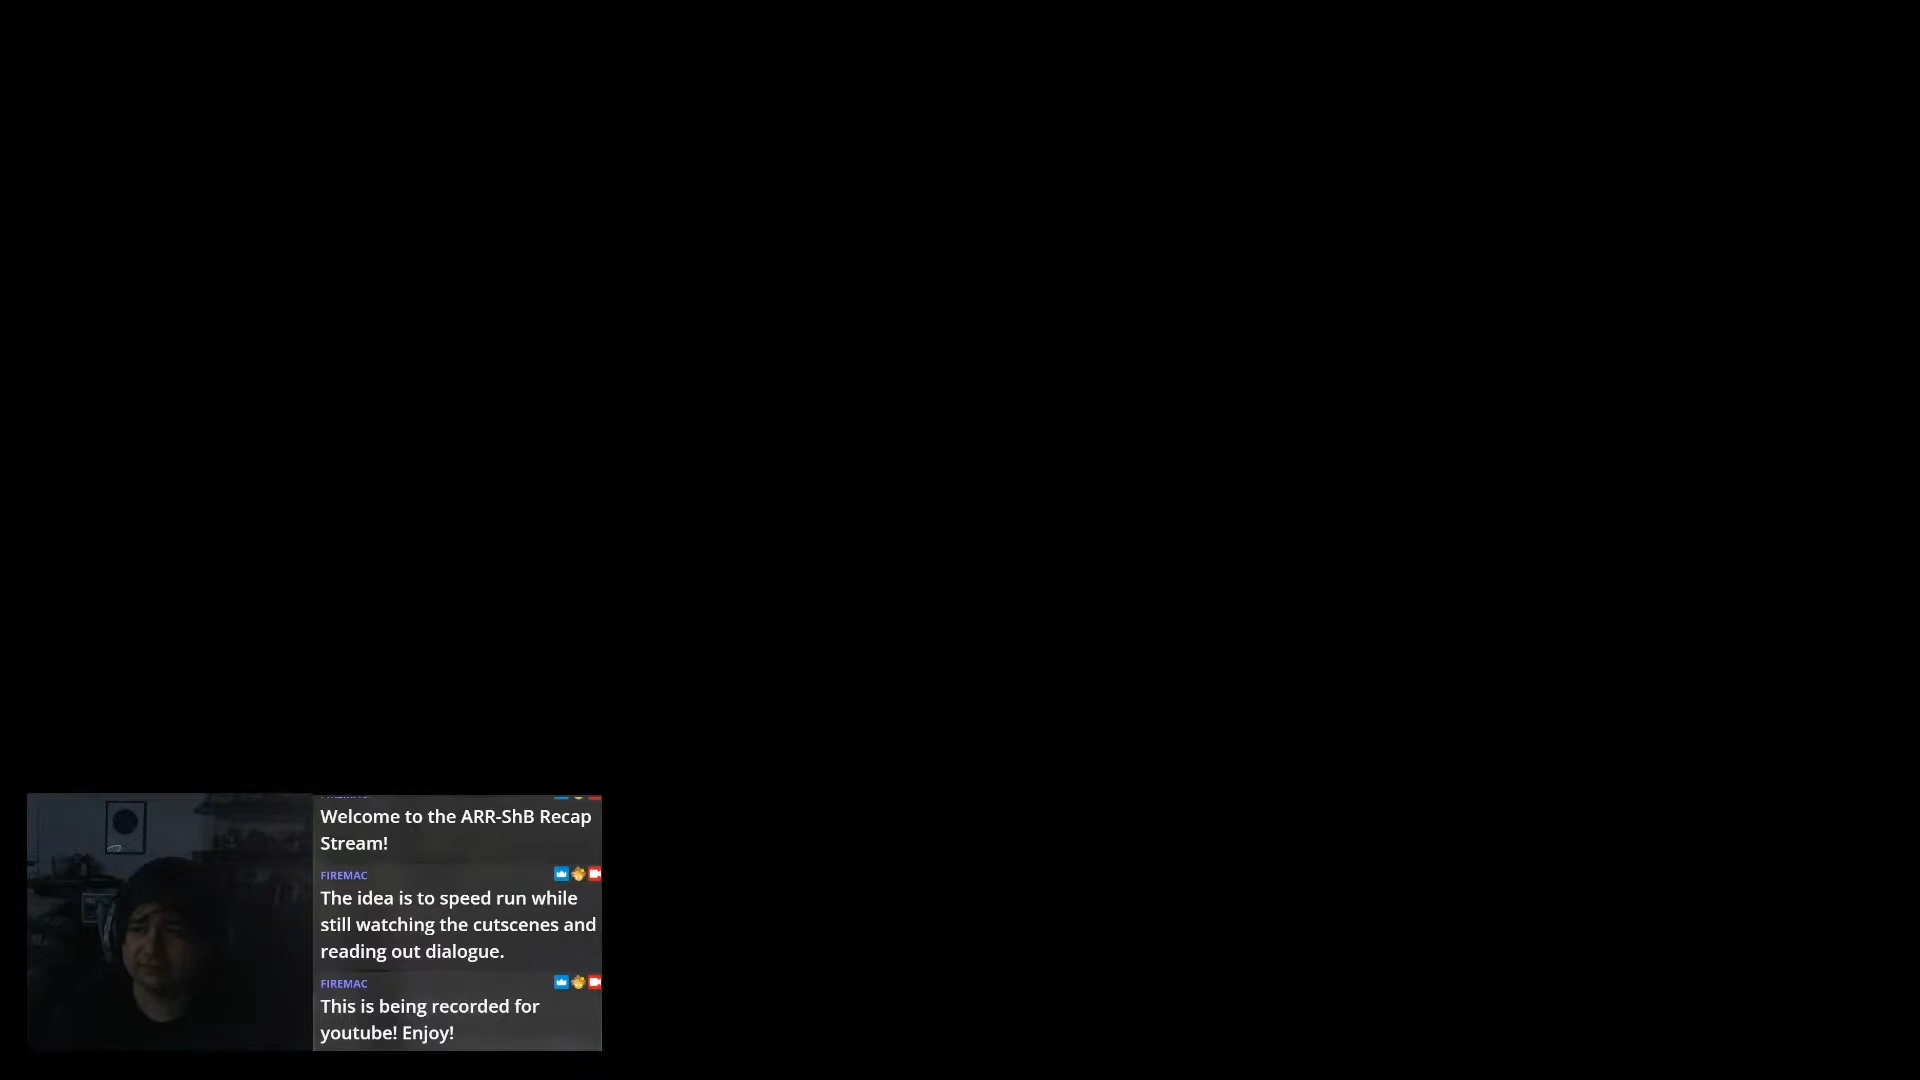 Welcome to the ARR-ShB Recap
Stream!
FIREMAC
The idea is to speed run while
still watching the cutscenes and
reading out dialogue.
FIREMAC
This is being recorded for
youtube! Enjoy!